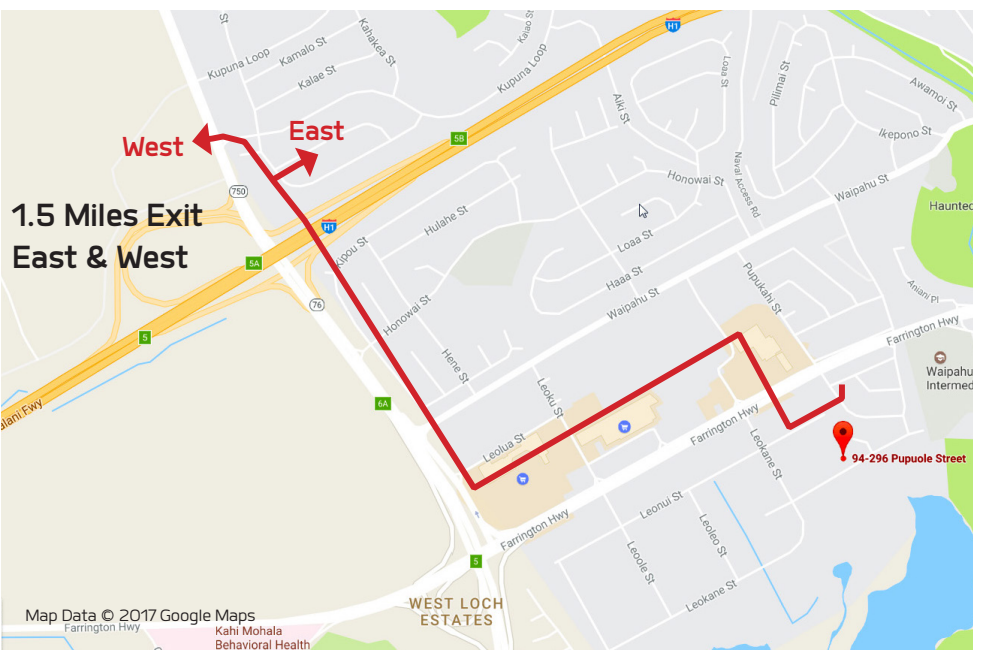 St
Kupuna Loop
Kamalo St
Kahakea St
Kalae St
Kaiao St
Kupuna Loop
H1
Loaa St
Pilimai St
Awamoi St
Aiki St
Ikepono St
West
East
5B
Naval Access Rd
Honowai St
Waipahu St
750
1.5 Miles Exit
East & West
Hulahe St
Haunted
H1
Loaa St
Kipou St
5A
Haaa St
Pupukahi St
Aniani Pl
Waipahu St
76
Honowai St
Farrington Hwy
5
Hene St
Waipahu
Intermed
Leoku St
6A
alani Fwy
Leolua St
Farrington Hwy
Leokane St
94-296 Pupuole Street
Leonui St
Farrington Hwy
Leoleo St
Leoole St
5
Leokane St
WEST LOCH
ESTATES
Map Data © 2017 Google Maps
Farrington Hwy
Kahi Mohala
Behavioral Health